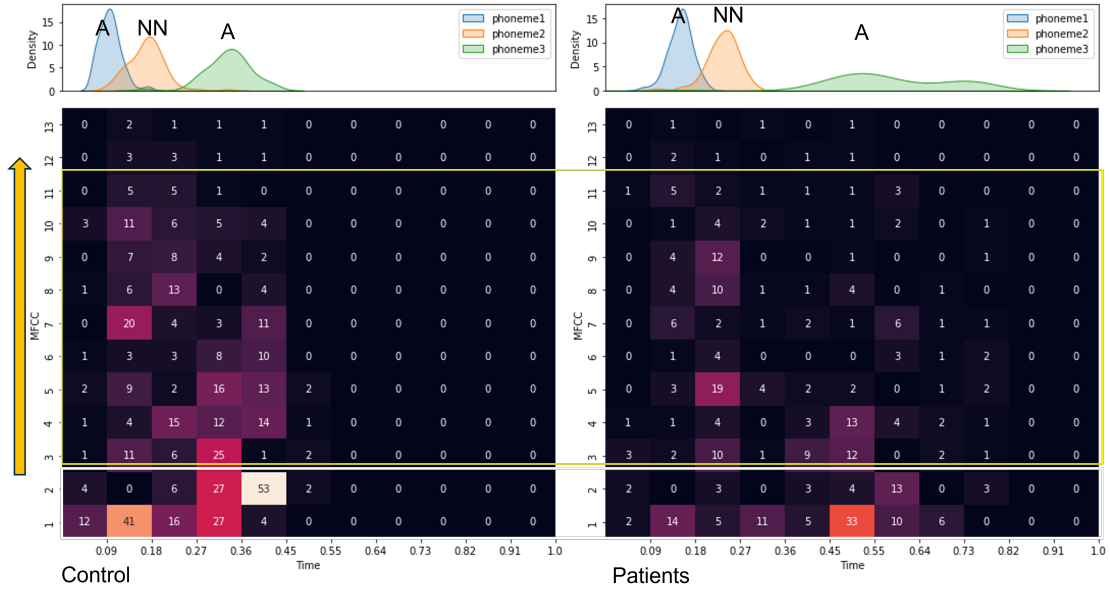 A NN A
phoneme1
phoneme2
phoneme3
Density
15
10
5
0
A NN A
phoneme1
phoneme2
phoneme3
Density
15
10
5
0
MFCC
13 0 2 1 1 1 0 0 0 0 0 0
12 0 3 3 1 1 0 0 0 0 0 0
11 0 5 5 1 0 0 0 0 0 0 0
10 3 11 6 5 4 0 0 0 0 0 0
9 0 7 8 4 2 0 0 0 0 0 0
8 1 6 13 0 4 0 0 0 0 0 0
7 0 20 4 3 11 0 0 0 0 0 0
6 1 3 3 8 10 0 0 0 0 0 0
5 2 9 2 16 13 2 0 0 0 0 0
4 1 4 15 12 14 1 0 0 0 0 0
3 1 11 6 25 1 2 0 0 0 0 0
2 4 0 6 27 53 2 0 0 0 0 0
1 12 41 16 27 4 0 0 0 0 0 0
0.09 0.18 0.27 0.36 0.45 0.55 0.64 0.73 0.82 0.91 1.0
Time
Control
MFCC
13 0 1 0 1 0 1 0 0 0 0 0
12 0 2 1 0 1 1 0 0 0 0 0
11 1 5 2 1 1 1 3 0 0 0 0
10 0 1 4 2 1 1 2 0 1 0 0
9 0 4 12 0 0 1 0 0 1 0 0
8 0 4 10 1 1 4 0 1 0 0 0
7 0 6 2 1 2 1 6 1 1 0 0
6 0 1 4 0 0 0 3 1 2 0 0
5 0 3 19 4 2 2 0 1 2 0 0
4 1 1 4 0 3 13 4 2 1 0 0
3 3 2 10 1 9 12 0 2 1 0 0
2 2 0 3 0 3 4 13 0 3 0 0
1 2 14 5 11 5 33 10 6 0 0 0
0.09 0.18 0.27 0.36 0.45 0.55 0.64 0.73 0.82 0.91 1.0
Time
Patients